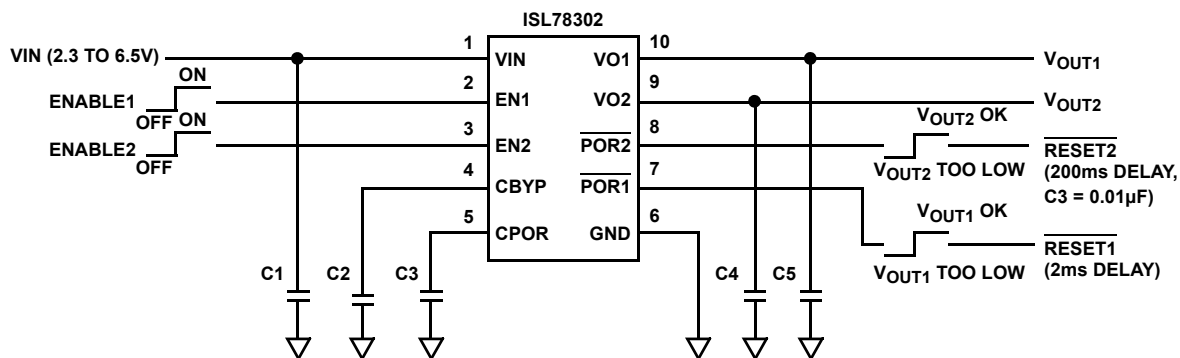 ISL78302
VIN (2.3 TO 6.5V)
1
VIN
VO1
10
VOUT1
ENABLE1
OFF
ON
2
EN1
VO2
9
VOUT2
ENABLE2
OFF
ON
3
EN2
POR2
8
VOUT2 OK
VOUT2 TOO LOW
RESET2
(200ms DELAY,
C3 = 0.01µF)
4
CBYP
POR1
7
VOUT1 OK
VOUT1 TOO LOW
RESET1
(2ms DELAY)
5
CPOR
GND
6
C1
C2
C3
C4
C5